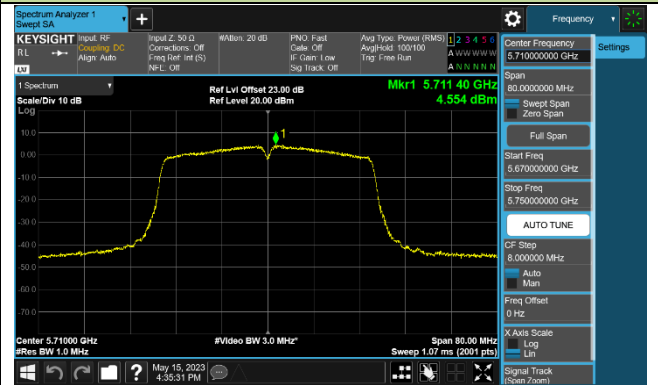 Spectrum Analyzer 1
Swept SA
Frequency
KEYSIGHT
R L
LXI
Input: RF
Coupling: DC
Align: Auto
Input Z: 50 Ω
Corrections: Off
Freq Ref: Int (S)
NFE: Off
#Atten: 20 dB
PNO: Fast
Gate: Off
IF Gain: Low
Sig Track: Off
Avg Type: Power (RMS)
Avg|Hold: 100/100
Trig: Free Run
1 2 3 4 5 6
A W W W W W
A N N N N N
1 Spectrum
Scale/Div 10 dB
Log
Ref Lvl Offset 23.00 dB
Ref Level 20.00 dBm
Mkr1 5.711 40 GHz
4.554 dBm
1
10.0
0.00
-10.0
-20.0
-30.0
-40.0
-50.0
-60.0
-70.0
Center 5.71000 GHz
#Res BW 1.0 MHz
#Video BW 3.0 MHz*
Span 80.00 MHz
Sweep 1.07 ms (2001 pts)
May 15, 2023
4:35:31 PM
Center Frequency
5.710000000 GHz
Settings
Span
80.0000000 MHz
Swept Span
Zero Span
Full Span
Start Freq
5.670000000 GHz
Stop Freq
5.750000000 GHz
AUTO TUNE
CF Step
8.000000 MHz
Auto
Man
Freq Offset
0 Hz
X Axis Scale
Log
Lin
Signal Track
(Span Zoom)